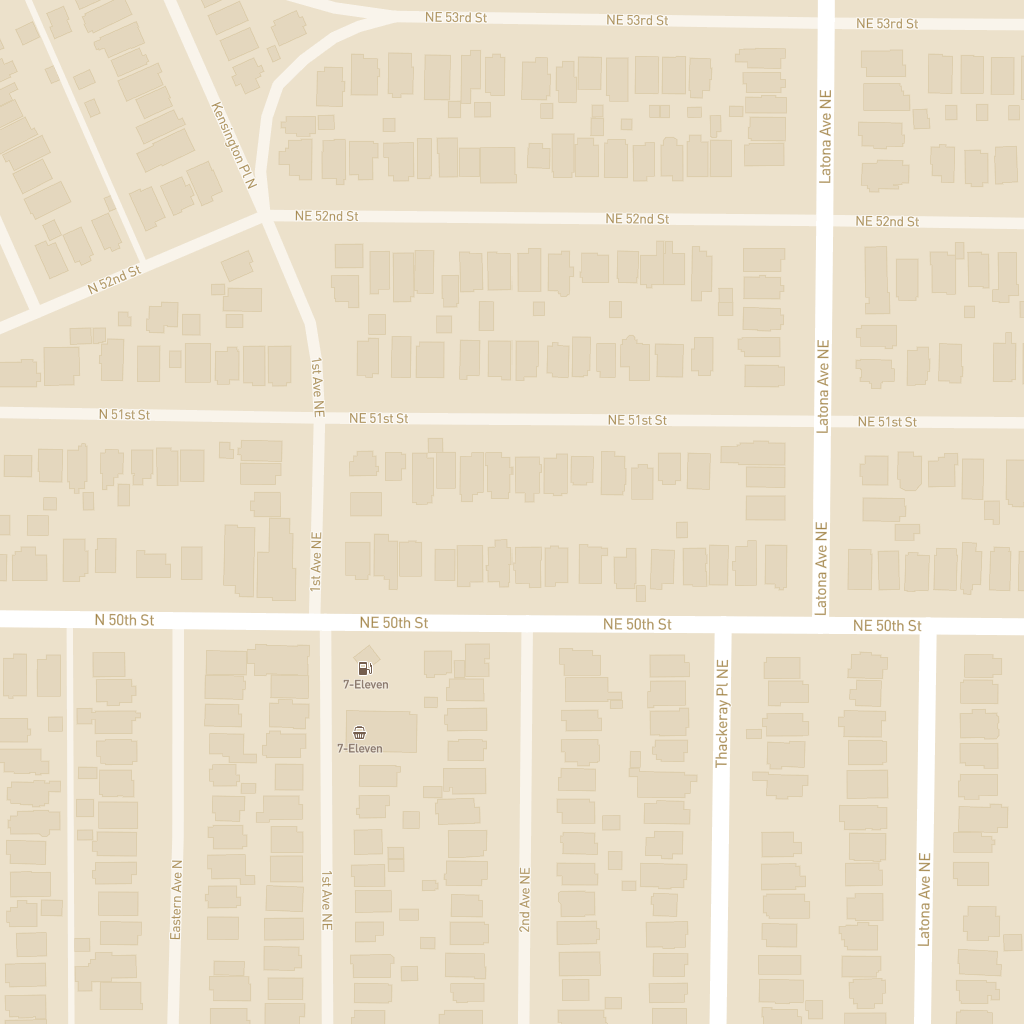 NE 53rd St
NE 53rd St
NE 53rd St
Kensington Pl N
Latona Ave NE
NE 52nd St
NE 52nd St
NE 52nd St
N 52nd St
1st Ave NE
Latona Ave NE
N 51st St
NE 51st St
NE 51st St
NE 51st St
1st Ave NE
Latona Ave NE
N 50th St
NE 50th St
NE 50th St
NE 50th St
7-Eleven
Thackeray Pl NE
7-Eleven
Eastern Ave N
1st Ave NE
2nd Ave NE
Latona Ave NE